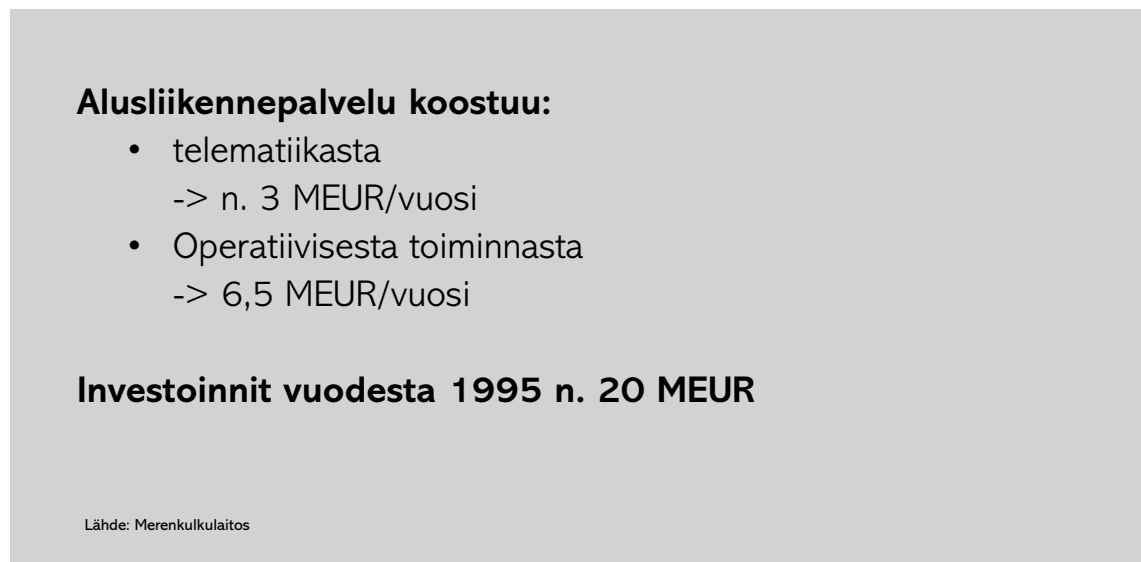 Alusliikennepalvelu koostuu:
• telematiikasta
-> n. 3 MEUR/vuosi
• Operatiivisesta toiminnasta
-> 6,5 MEUR/vuosi
Investoinnit vuodesta 1995 n. 20 MEUR
Lähde: Merenkulkulaitos